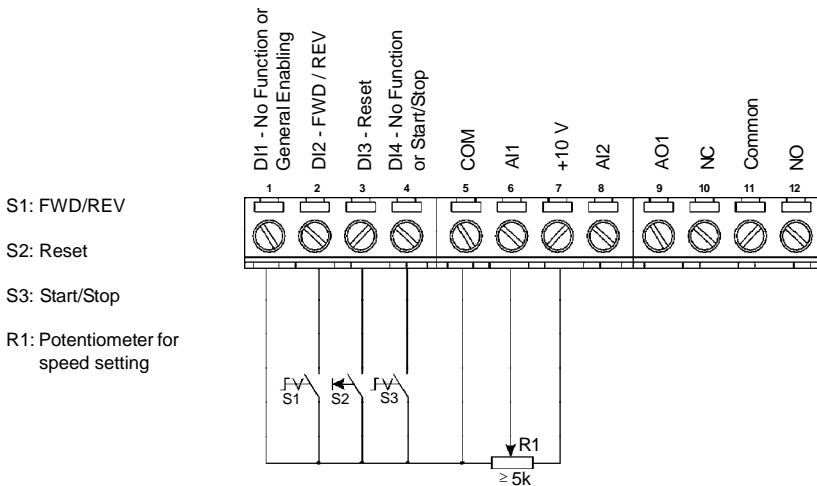 DI1 - No Function or
General Enabling
DI2 - FWD / REV
DI3 - Reset
DI4 - No Function
or Start/Stop
COM
AI1
+10 V
AI2
AO1
NC
Common
NO
1 2 3 4 5 6 7 8 9 10 11 12
S1: FWD/REV
S2: Reset
S3: Start/Stop
R1: Potentiometer for
speed setting
S1 S2 S3
R1
≥ 5k